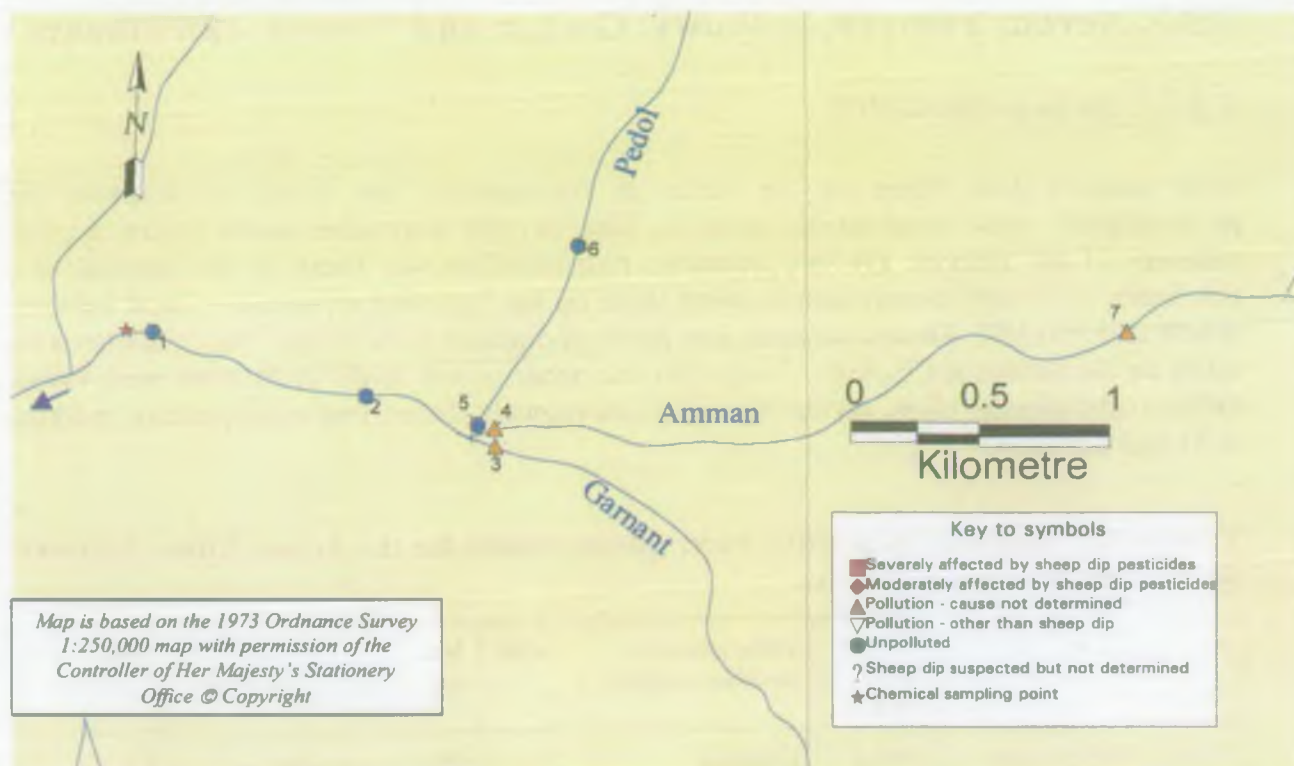 N
Pedol
6
7
1
2
5
4
3
Amman
Garnant
0 0.5 1
Kilometre
Key to symbols
Severely affected by sheep dip pesticides
Moderately affected by sheep dip pesticides
Pollution - cause not determined
Pollution - other than sheep dip
Unpolluted
? Sheep dip suspected but not determined
Chemical sampling point
Map is based on the 1973 Ordnance Survey
1:250,000 map with permission of the
Controller of Her Majesty's Stationery
Office © Copyright